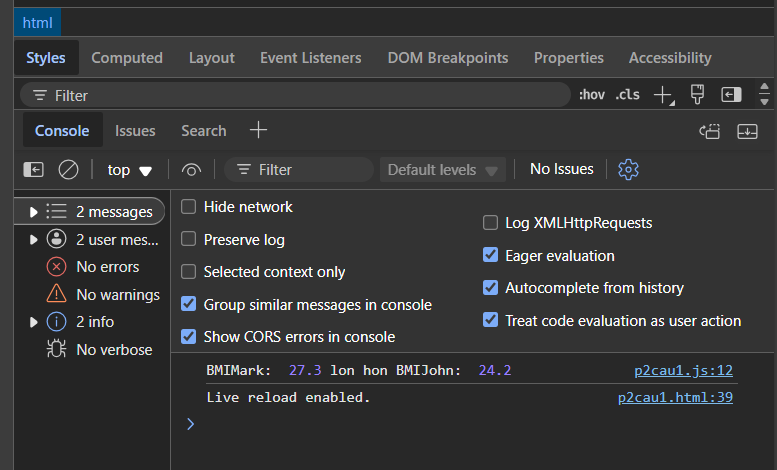 html
Styles Computed Layout Event Listeners DOM Breakpoints Properties Accessibility
Filter :hov .cls
Console Issues Search
top Filter Default levels No Issues
2 messages
2 user mes...
No errors
No warnings
2 info
No verbose
Hide network
Preserve log
Selected context only
Group similar messages in console
Show CORS errors in console
Log XMLHttpRequests
Eager evaluation
Autocomplete from history
Treat code evaluation as user action
BMIMark: 27.3 lon hon BMIJohn: 24.2 p2cau1.js:12
Live reload enabled. p2cau1.html:39